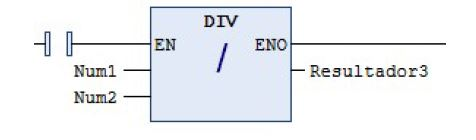 DIV
EN / ENO
Num1
Resultador3
Num2